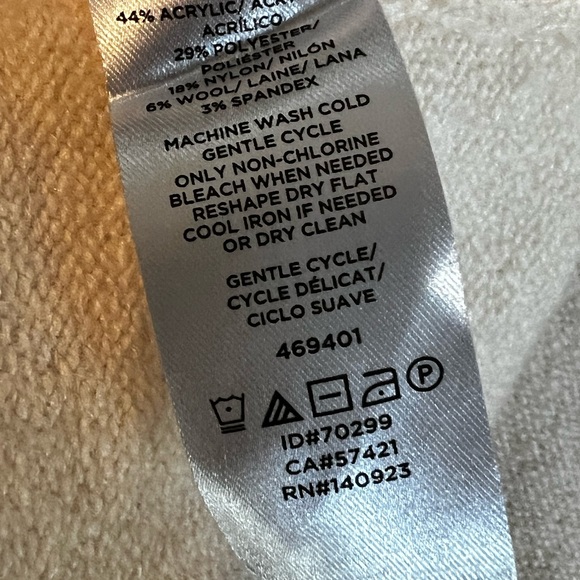 44% ACRYLIC/
ACRÍLICO
29% POLYESTER/
POLIÉSTER
18% NYLON/ NILÓN
6% WOOL/ LAINE/ LANA
3% SPANDEX
MACHINE WASH COLD
GENTLE CYCLE
ONLY NON-CHLORINE
BLEACH WHEN NEEDED
RESHAPE DRY FLAT
COOL IRON IF NEEDED
OR DRY CLEAN
GENTLE CYCLE/
CYCLE DÉLICAT/
CICLO SUAVE
469401
P
ID#70299
CA#57421
RN#140923